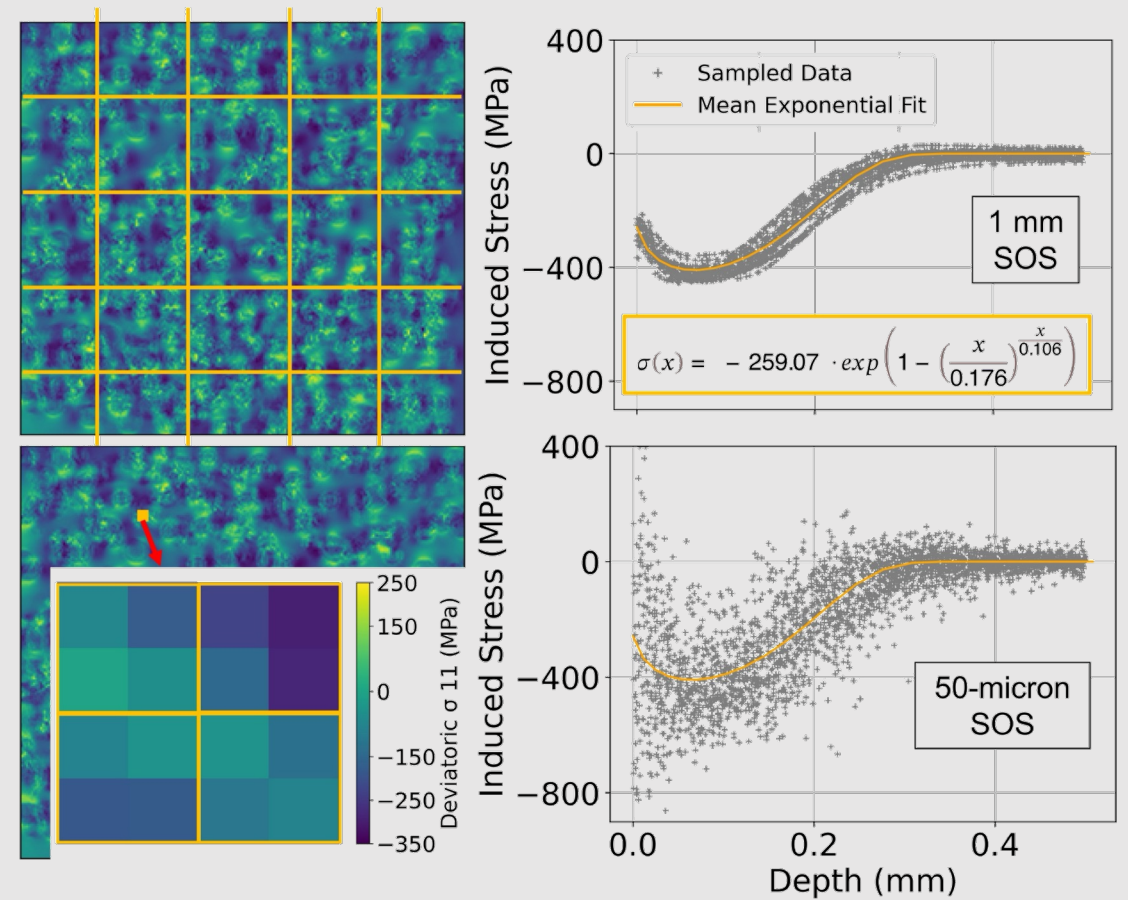 400
0
−400
−800
Induced Stress (MPa)
Sampled Data
Mean Exponential Fit
1 mm
SOS
σ(x) = − 259.07 ·exp(1 − (x/0.176)^(x/0.106))
250
150
0
−150
−250
−350
Deviatoric σ 11 (MPa)
400
0
−400
−800
Induced Stress (MPa)
50-micron
SOS
0.0 0.2 0.4
Depth (mm)